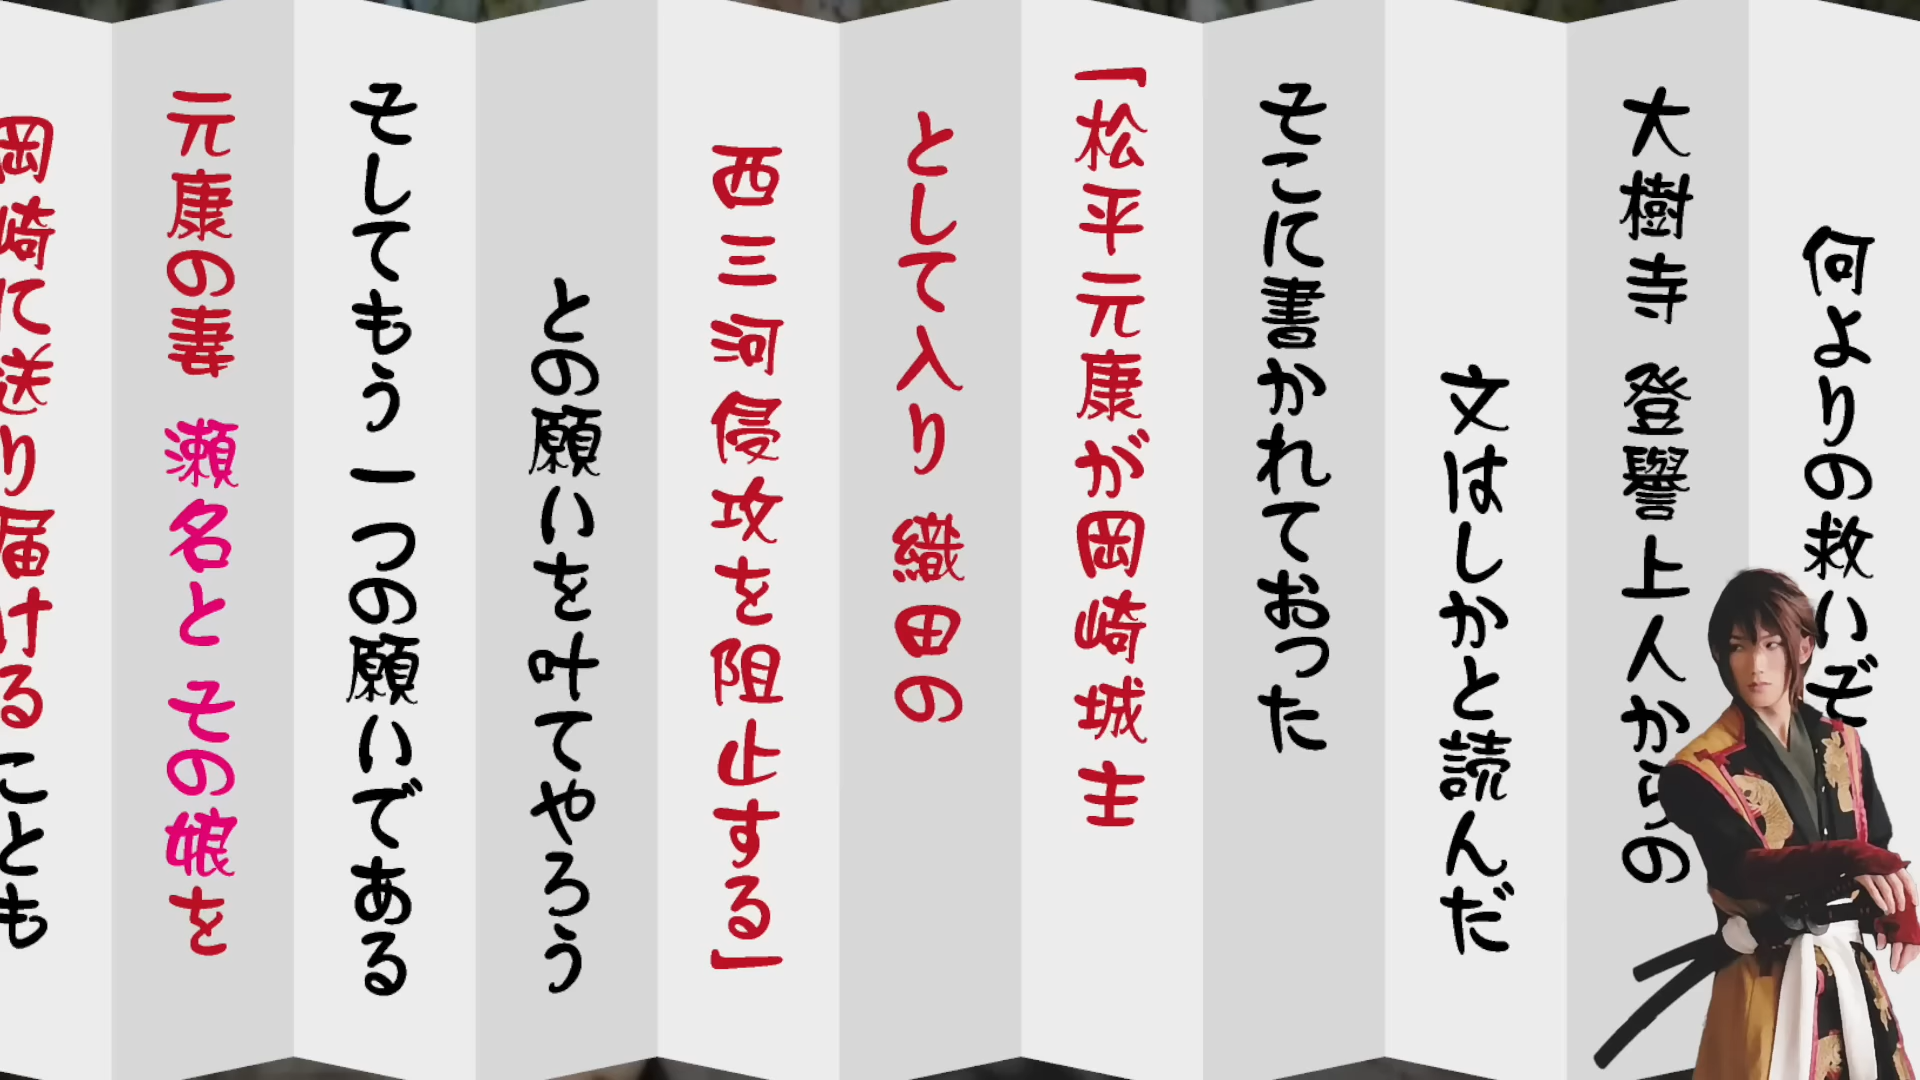 何よりの救いぞ
大樹寺 登譽上人からの
文はしかと読んだ
そこに書かれておった
「松平元康が岡崎城主
として入り 織田の
西三河侵攻を阻止する」
との願いを叶てやろう
そしてもう一つの願いである
元康の妻 瀬名と その娘を
岡崎に送り届けることも